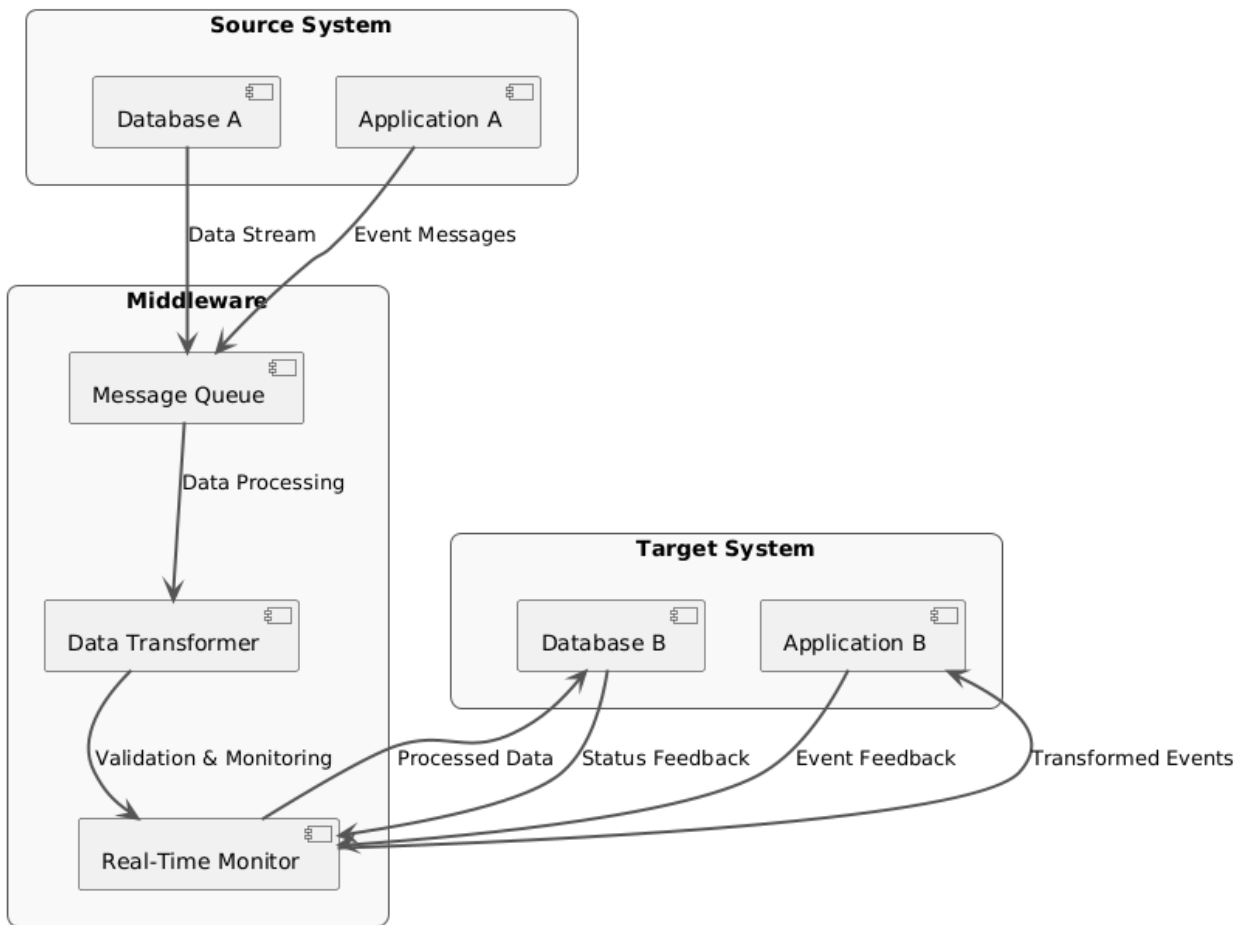 Source System
Database A
Application A
Data Stream
Event Messages
Middleware
Message Queue
Data Processing
Target System
Data Transformer
Database B
Application B
Validation & Monitoring
Processed Data
Status Feedback
Event Feedback
Transformed Events
Real-Time Monitor